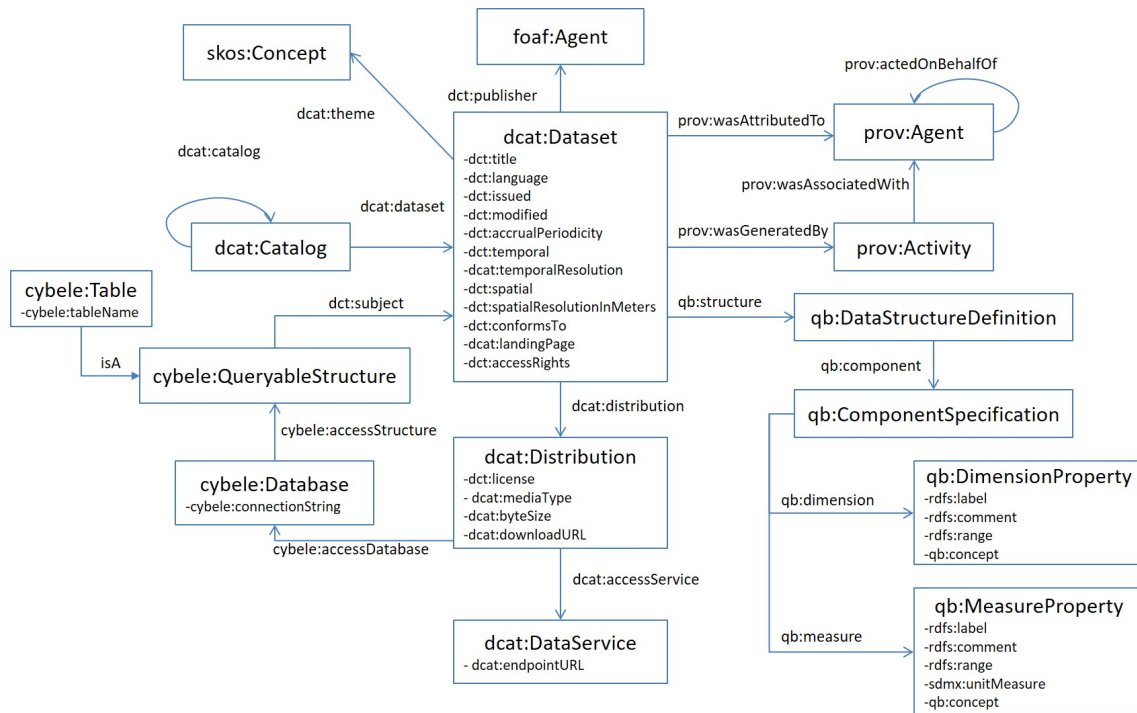 skos:Concept
foaf:Agent
prov:actedOnBehalfOf
dct:publisher
dcat:theme
dcat:Dataset
-dct:title
-dct:language
-dct:issued
-dct:modified
-dct:accrualPeriodicity
-dct:temporal
-dcat:temporalResolution
-dct:spatial
-dct:spatialResolutionInMeters
-dct:conformsTo
-dcat:landingPage
-dct:accessRights
prov:wasAttributedTo
prov:Agent
dcat:catalog
prov:wasAssociatedWith
dcat:dataset
dcat:Catalog
prov:wasGeneratedBy
prov:Activity
cybele:Table
-cybele:tableName
dct:subject
qb:structure
qb:DataStructureDefinition
isA
cybele:QueryableStructure
qb:component
dcat:distribution
qb:ComponentSpecification
cybele:accessStructure
dcat:Distribution
-dct:license
- dcat:mediaType
-dcat:byteSize
-dcat:downloadURL
cybele:Database
-cybele:connectionString
cybele:accessDatabase
qb:dimension
qb:DimensionProperty
-rdfs:label
-rdfs:comment
-rdfs:range
-qb:concept
dcat:accessService
dcat:DataService
- dcat:endpointURL
qb:measure
qb:MeasureProperty
-rdfs:label
-rdfs:comment
-rdfs:range
-sdmx:unitMeasure
-qb:concept